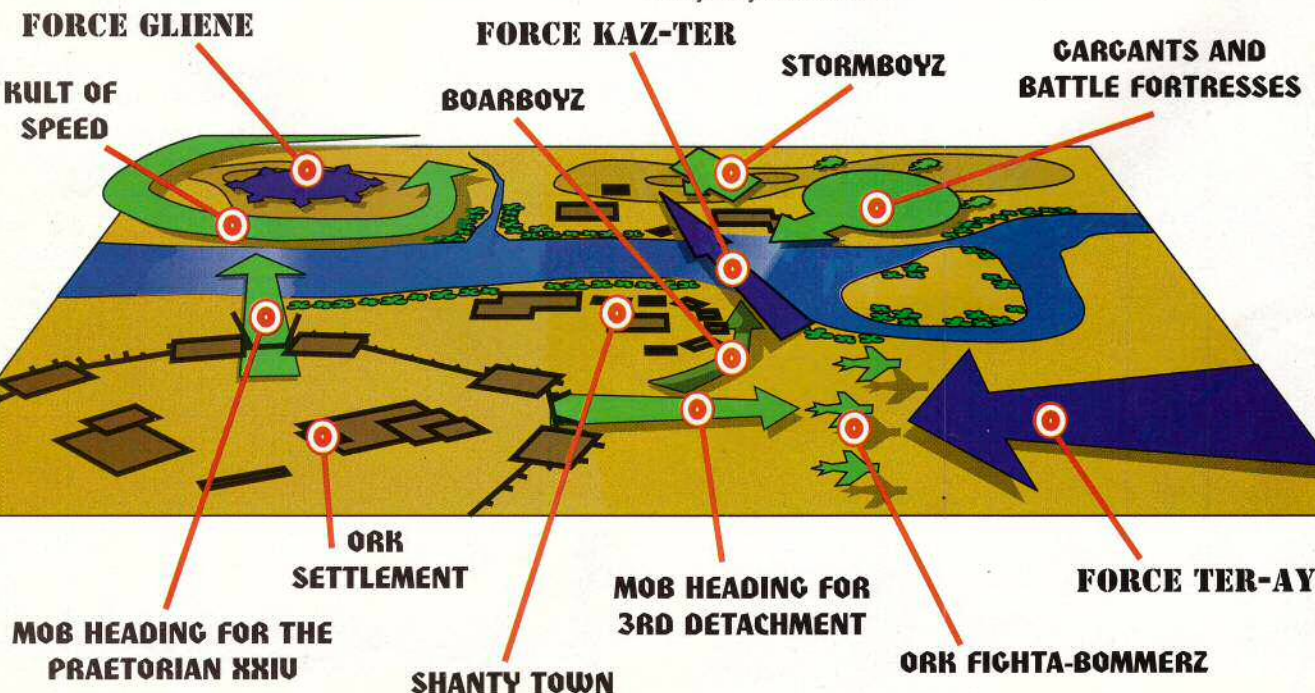 FORCE GLIENE
FORCE KAZ-TER
GARGANTS AND
BATTLE FORTRESSES
STORMBOYZ
KULT OF
SPEED
BOARBOYZ
ORK
SETTLEMENT
MOB HEADING FOR
3RD DETACHMENT
FORCE TER-AY
MOB HEADING FOR THE
PRAETORIAN XXIV
SHANTY TOWN
ORK FIGHTA-BOMMERZ